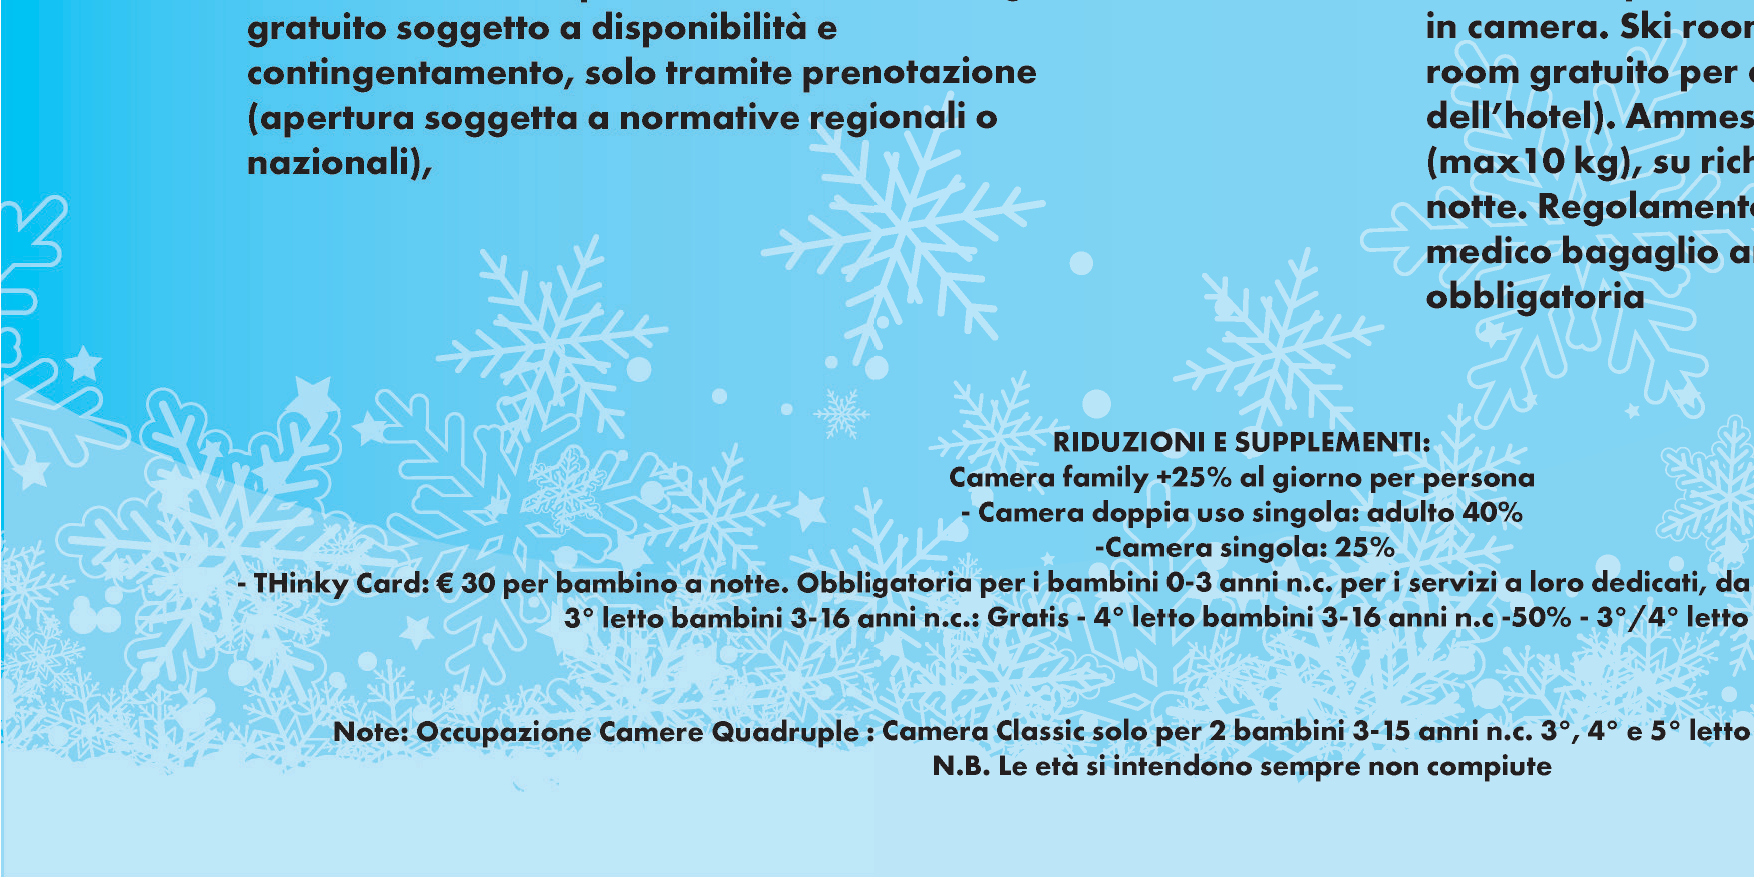 gratuito soggetto a disponibilità e
contingentamento, solo tramite prenotazione
(apertura soggetta a normative regionali o
nazionali),
in camera. Ski
room gratuito per
dell'hotel).
(max10 kg), su
notte.
medico bagaglio
obbligatoria
RIDUZIONI E SUPPLEMENTI:
Camera family +25% al giorno per persona
- Camera doppia uso singola: adulto 40%
-Camera singola: 25%
- THinky Card: € 30 per bambino a notte. Obbligatoria per i bambini 0-3 anni n.c. per i servizi a loro dedicati,
3° letto bambini 3-16 anni n.c.: Gratis - 4° letto bambini 3-16 anni n.c -50% - 3°/4° letto
Note: Occupazione Camere Quadruple : Camera Classic solo per 2 bambini 3-15 anni n.c. 3°, 4° e 5° letto
N.B. Le età si intendono sempre non compiute